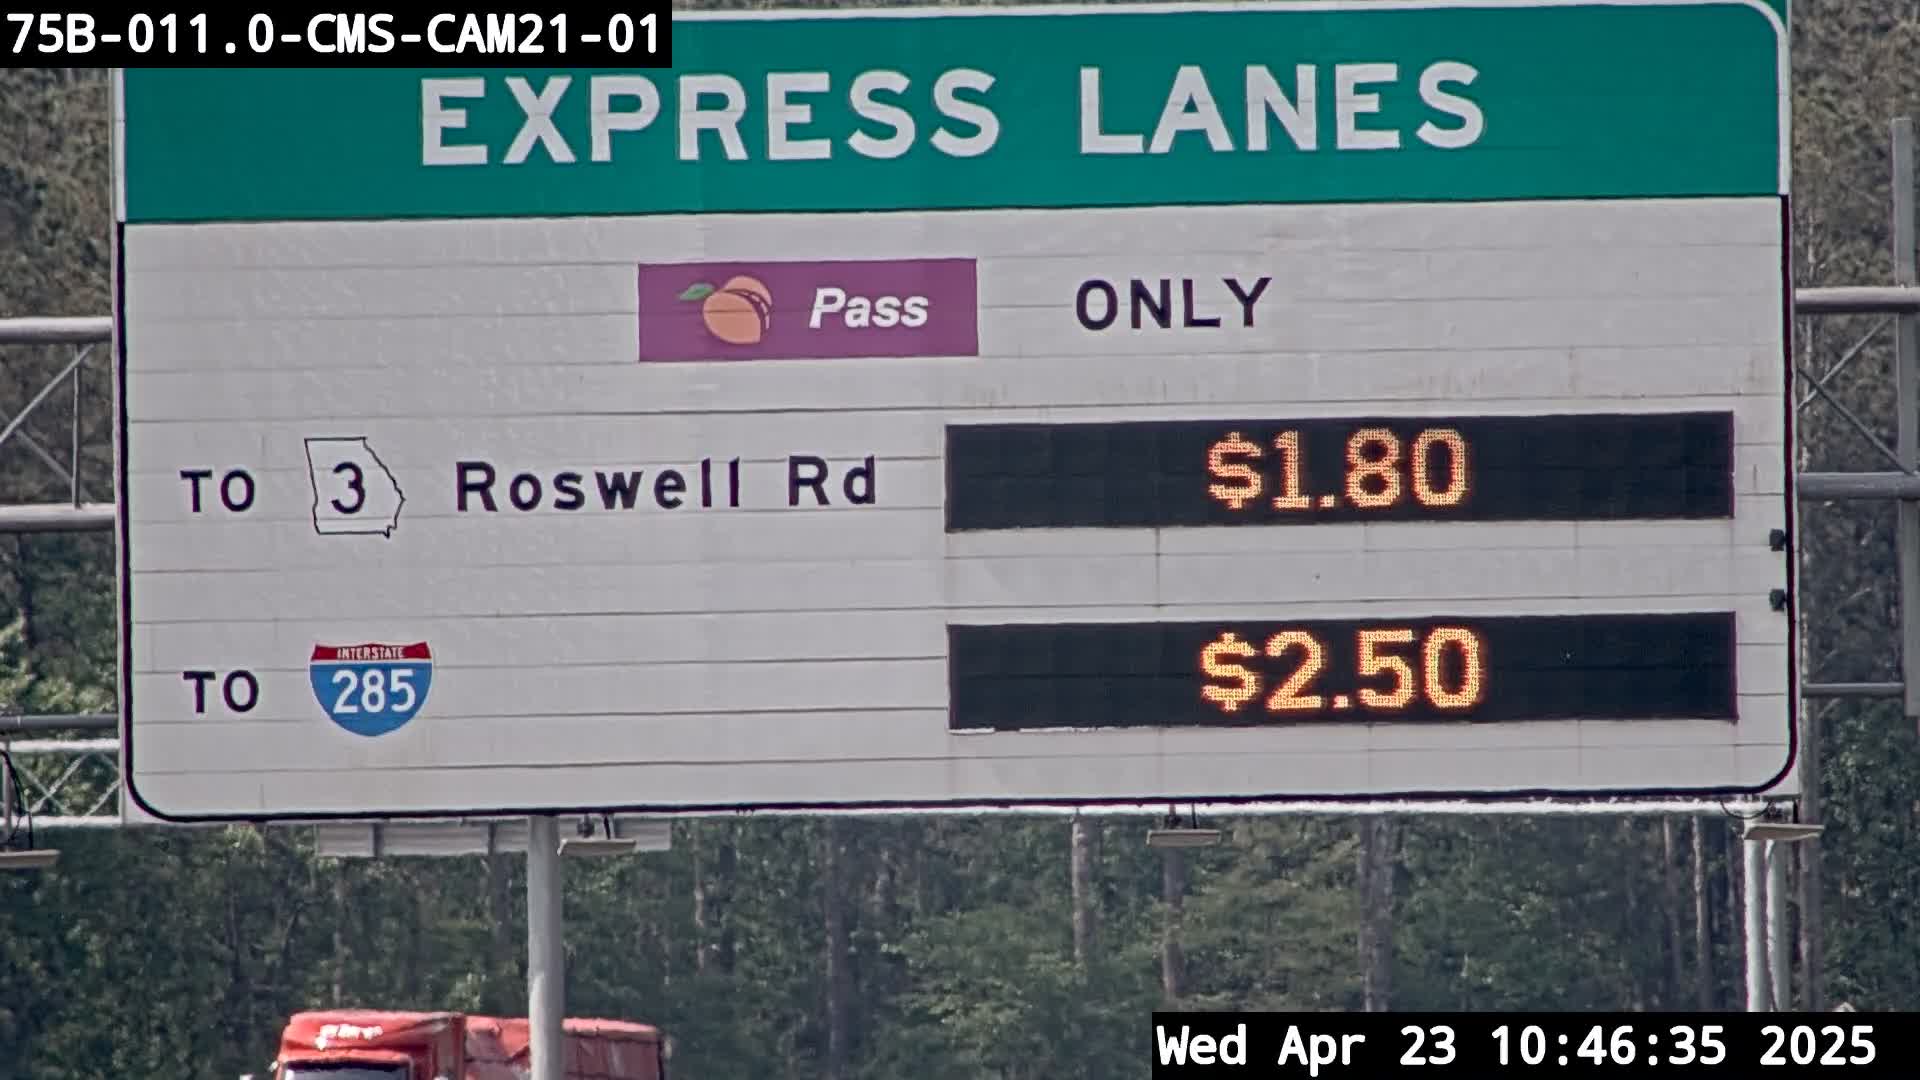 75B-011.0-CMS-CAM21-01
EXPRESS LANES
Pass ONLY
TO 3 Roswell Rd $1.80
INTERSTATE
TO 285 $2.50
Wed Apr 23 10:46:35 2025